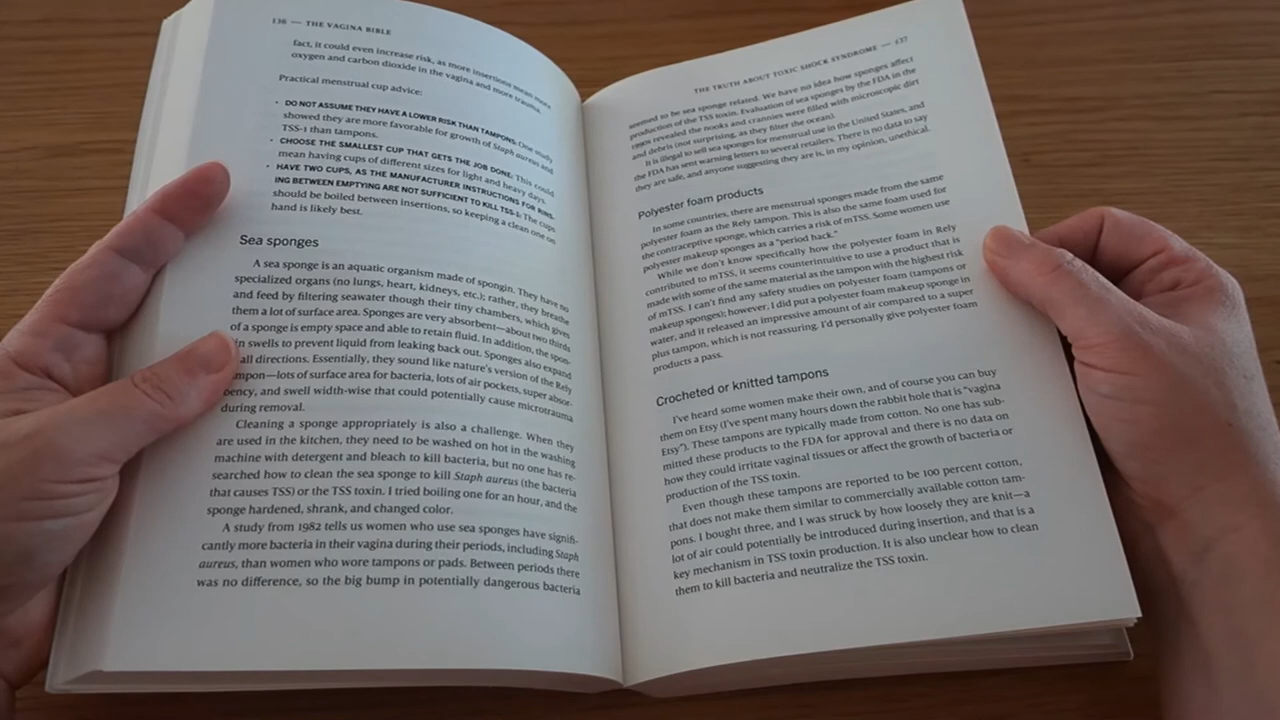 136 — THE VAGINA BIBLE
fact, it could even increase risk, as more insertions mean more
oxygen and carbon dioxide in the vagina and more trauma.
Practical menstrual cup advice:
• DO NOT ASSUME THEY HAVE A LOWER RISK THAN TAMPONS: One study
showed they are more favorable for growth of Staph aureus and
TSS-1 than tampons.
• CHOOSE THE SMALLEST CUP THAT GETS THE JOB DONE: This could
mean having cups of different sizes for light and heavy days.
• HAVE TWO CUPS, AS THE MANUFACTURER INSTRUCTIONS FOR RINS-
ING BETWEEN EMPTYING ARE NOT SUFFICIENT TO KILL TSS-1: The cups
should be boiled between insertions, so keeping a clean one on
hand is likely best.
Sea sponges
A sea sponge is an aquatic organism made of spongin. They have no
specialized organs (no lungs, heart, kidneys, etc.); rather, they breathe
and feed by filtering seawater though their tiny chambers, which gives
them a lot of surface area. Sponges are very absorbent—about two thirds
of a sponge is empty space and able to retain fluid. In addition, the spon-
in swells to prevent liquid from leaking back out. Sponges also expand
all directions. Essentially, they sound like nature's version of the Rely
mpon—lots of surface area for bacteria, lots of air pockets, super absor-
bency, and swell width-wise that could potentially cause microtrauma
during removal.
Cleaning a sponge appropriately is also a challenge. When they
are used in the kitchen, they need to be washed on hot in the washing
machine with detergent and bleach to kill bacteria, but no one has re-
searched how to clean the sea sponge to kill Staph aureus (the bacteria
that causes TSS) or the TSS toxin. I tried boiling one for an hour, and the
sponge hardened, shrank, and changed color.
A study from 1982 tells us women who use sea sponges have signifi-
cantly more bacteria in their vagina during their periods, including Staph
aureus, than women who wore tampons or pads. Between periods there
was no difference, so the big bump in potentially dangerous bacteria
THE TRUTH ABOUT TOXIC SHOCK SYNDROME — 137
seemed to be sea sponge related. We have no idea how sponges affect
production of the TSS toxin. Evaluation of sea sponges by the FDA in the
1980s revealed the nooks and crannies were filled with microscopic dirt
and debris (not surprising, as they filter the ocean).
It is illegal to sell sea sponges for menstrual use in the United States, and
the FDA has sent warning letters to several retailers. There is no data to say
they are safe, and anyone suggesting they are is, in my opinion, unethical.
Polyester foam products
In some countries, there are menstrual sponges made from the same
polyester foam as the Rely tampon. This is also the same foam used for
the contraceptive sponge, which carries a risk of mTSS. Some women use
polyester makeup sponges as a "period hack."
While we don't know specifically how the polyester foam in Rely
contributed to mTSS, it seems counterintuitive to use a product that is
made with some of the same material as the tampon with the highest risk
of mTSS. I can't find any safety studies on polyester foam (tampons or
makeup sponges); however, I did put a polyester foam makeup sponge in
water, and it released an impressive amount of air compared to a super
plus tampon, which is not reassuring. I'd personally give polyester foam
products a pass.
Crocheted or knitted tampons
I've heard some women make their own, and of course you can buy
them on Etsy (I've spent many hours down the rabbit hole that is "vagina
Etsy"). These tampons are typically made from cotton. No one has sub-
mitted these products to the FDA for approval and there is no data on
how they could irritate vaginal tissues or affect the growth of bacteria or
production of the TSS toxin.
Even though these tampons are reported to be 100 percent cotton,
that does not make them similar to commercially available cotton tam-
pons. I bought three, and I was struck by how loosely they are knit—a
lot of air could potentially be introduced during insertion, and that is a
key mechanism in TSS toxin production. It is also unclear how to clean
them to kill bacteria and neutralize the TSS toxin.